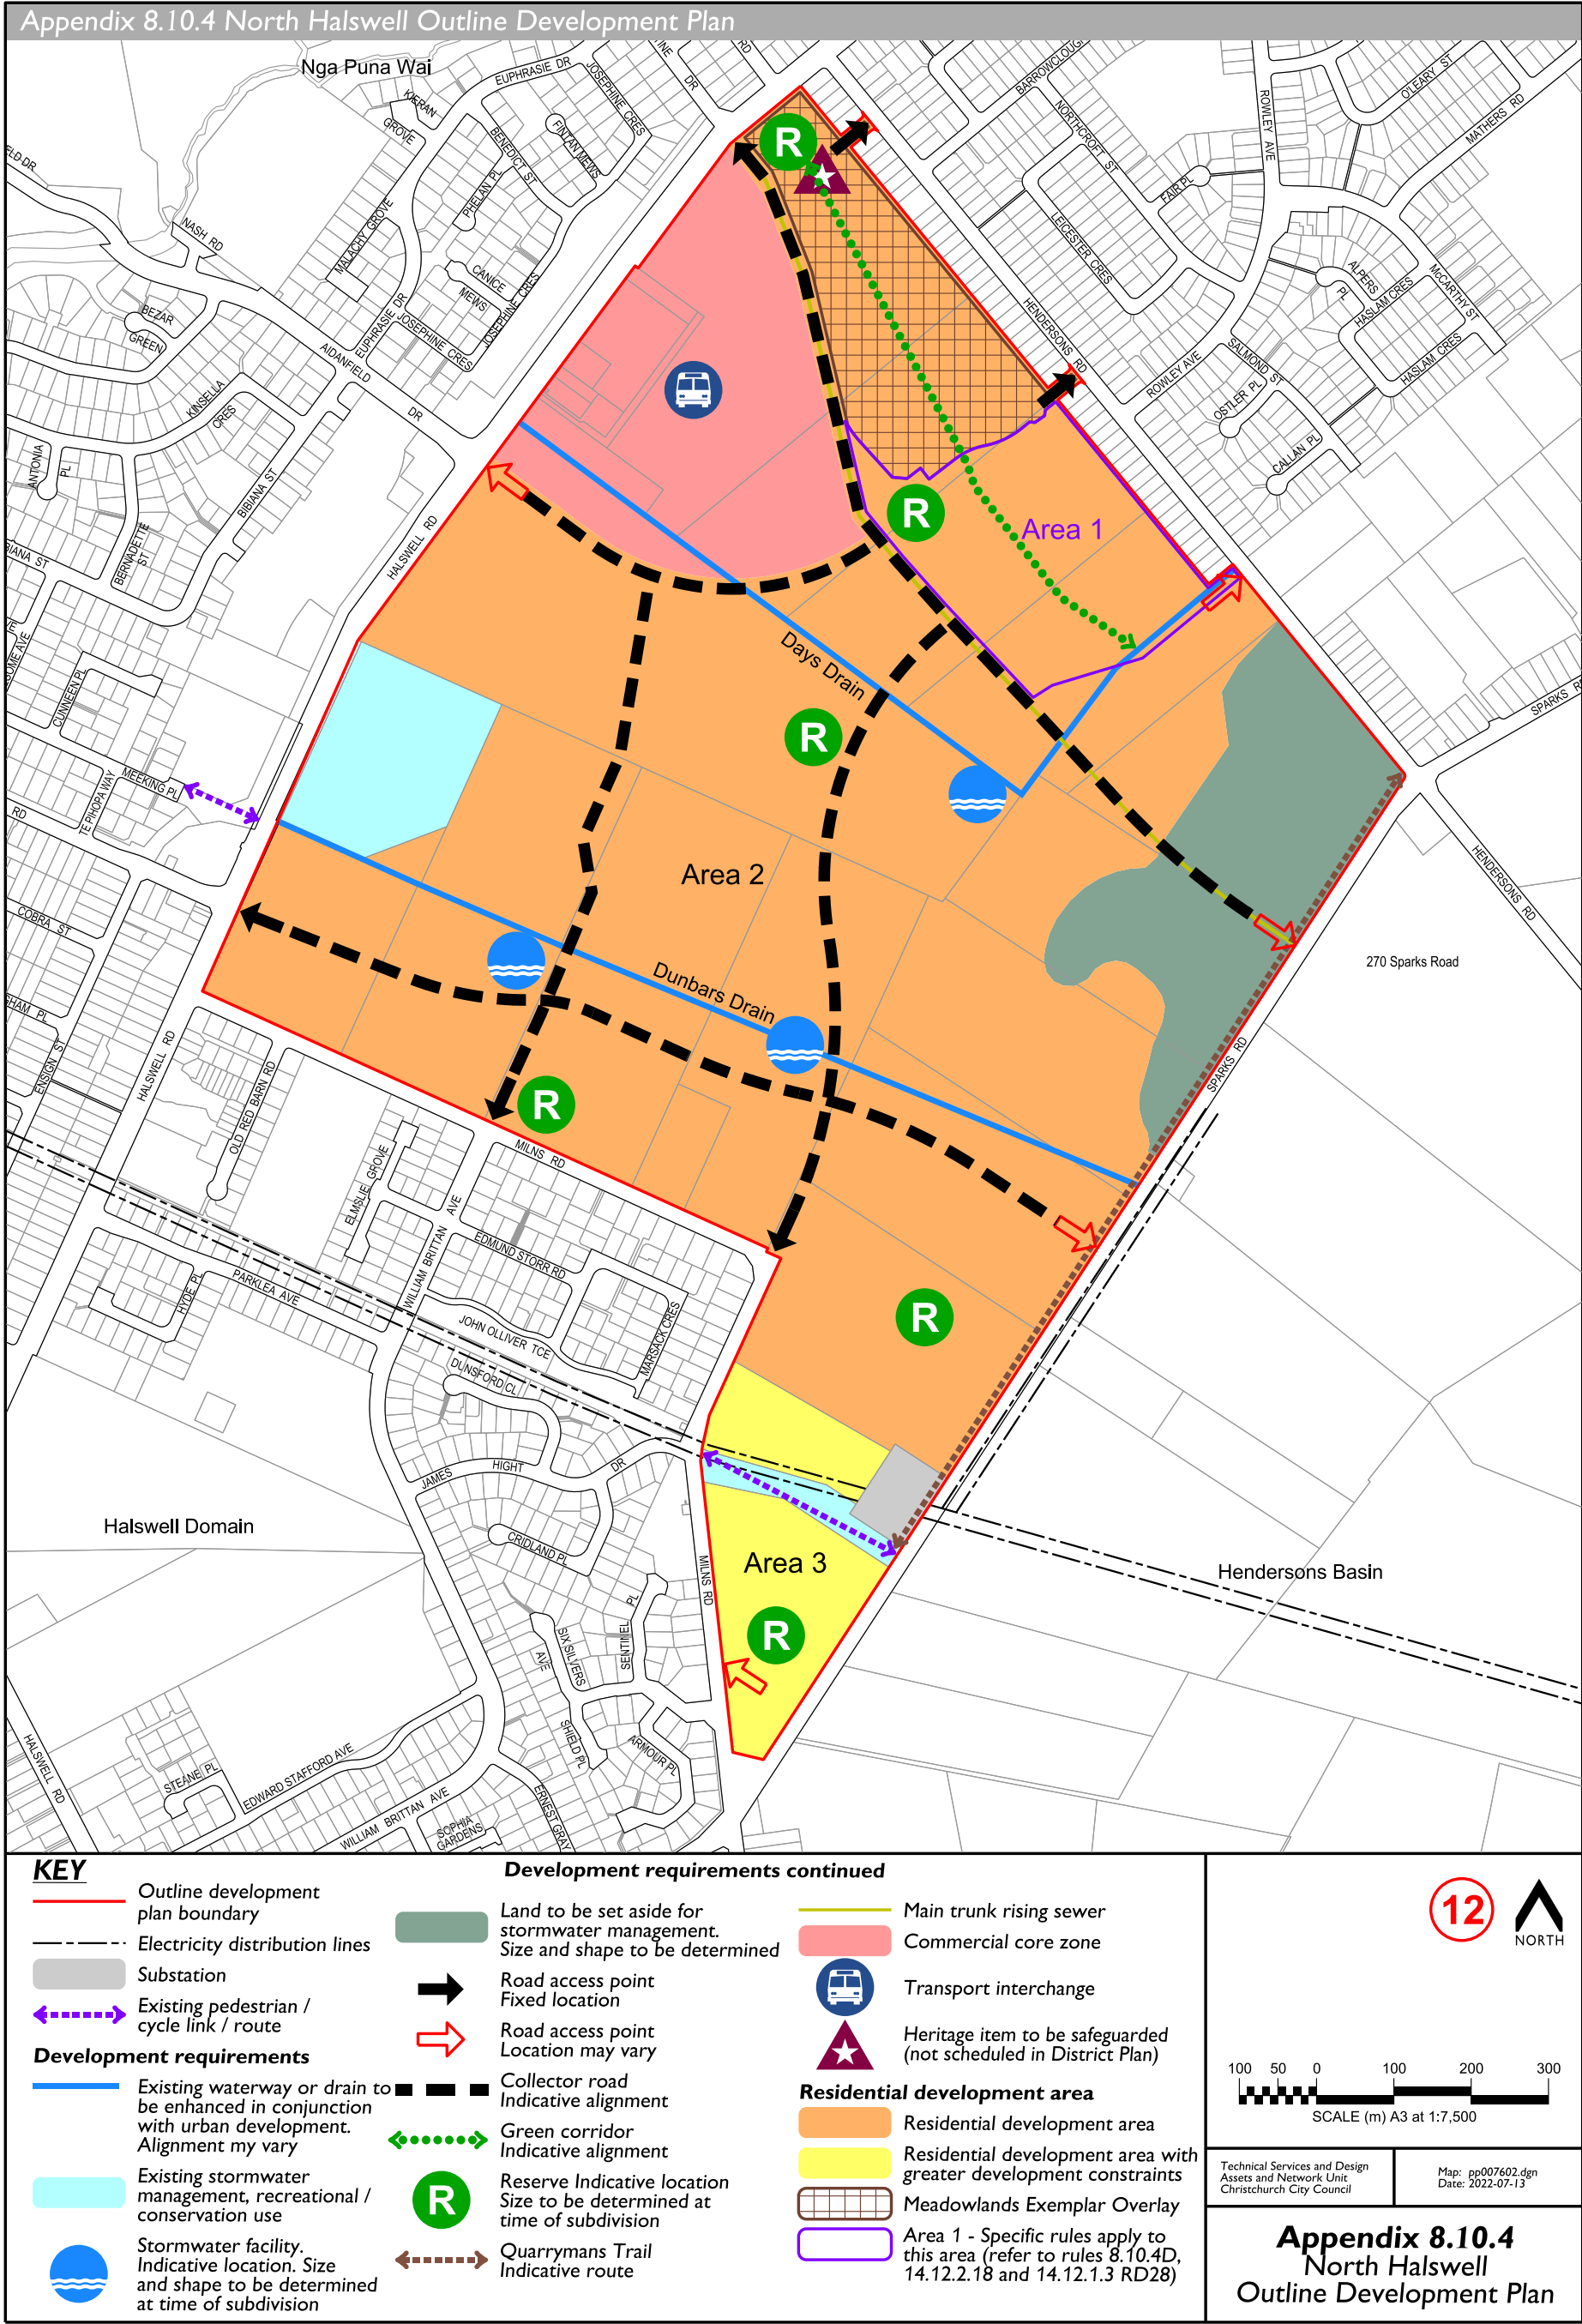 Appendix 8.10.4 North Halswell Outline Development Plan
Nga Puna Wai
EUPHRASIE DR
JOSEPHINE CRES
KIERAN
GROVE
BENEDICT ST
FINTAN MEWS
PHELAN PL
MALACHY GROVE
CANICE
MEWS
JOSEPHINE CRES
EUPHRASIE DR
JOSEPHINE CRES
NASH RD
BEZAR
GREEN
AIDANFIELD
DR
KINSELLA
CRES
ANTONIA
PL
BIBIANA ST
BERNADETTE
ST
HALSWELL RD
DR
RD
BARROWCLOUGH
NORTHCROFT ST
LEICESTER CRES
ROWLEY AVE
O'LEARY ST
MATHERS RD
FAIR PL
ALPERS
PL
HASLAM CRES
McCARTHY ST
HASLAM CRES
HENDERSONS RD
ROWLEY AVE
SALMOND ST
OSTLER PL
CALLAN PL
SPARKS R
R
R
Area 1
Days Drain
R
Area 2
Dunbars Drain
R
R
Area 3
R
CUNNEEN PL
MEEKING PL
TE PIHOPA WAY
RD
COBRA ST
ENSIGN ST
HALSWELL RD
OLD RED BARN RD
ELMSLIE GROVE
MILNS RD
WILLIAM BRITTAN AVE
EDMUND STORR RD
JOHN OLLIVER TCE
MARSACK CRES
HYDE PL
PARKLEA AVE
DUNSFORD CL
JAMES HIGHT DR
CRIDLAND PL
Halswell Domain
MILNS RD
SENTINEL PL
SIX SILVERS
AVE
SHIELD PL
ARMOUR PL
HALSWELL RD
STEANE PL
EDWARD STAFFORD AVE
WILLIAM BRITTAN AVE
SOPHIA
GARDENS
ERNEST GRAY
HENDERSONS RD
270 Sparks Road
SPARKS RD
Hendersons Basin
KEY
Outline development
plan boundary
Electricity distribution lines
Substation
Existing pedestrian /
cycle link / route
Development requirements
Existing waterway or drain to
be enhanced in conjunction
with urban development.
Alignment my vary
Existing stormwater
management, recreational /
conservation use
Stormwater facility.
Indicative location. Size
and shape to be determined
at time of subdivision
Development requirements continued
Land to be set aside for
stormwater management.
Size and shape to be determined
Road access point
Fixed location
Road access point
Location may vary
Collector road
Indicative alignment
Green corridor
Indicative alignment
R
Reserve Indicative location
Size to be determined at
time of subdivision
Quarrymans Trail
Indicative route
Main trunk rising sewer
Commercial core zone
Transport interchange
Heritage item to be safeguarded
(not scheduled in District Plan)
Residential development area
Residential development area
Residential development area with
greater development constraints
Meadowlands Exemplar Overlay
Area 1 - Specific rules apply to
this area (refer to rules 8.10.4D,
14.12.2.18 and 14.12.1.3 RD28)
12
NORTH
100 50 0 100 200 300
SCALE (m) A3 at 1:7,500
Technical Services and Design
Assets and Network Unit
Christchurch City Council
Map: pp007602.dgn
Date: 2022-07-13
Appendix 8.10.4
North Halswell
Outline Development Plan